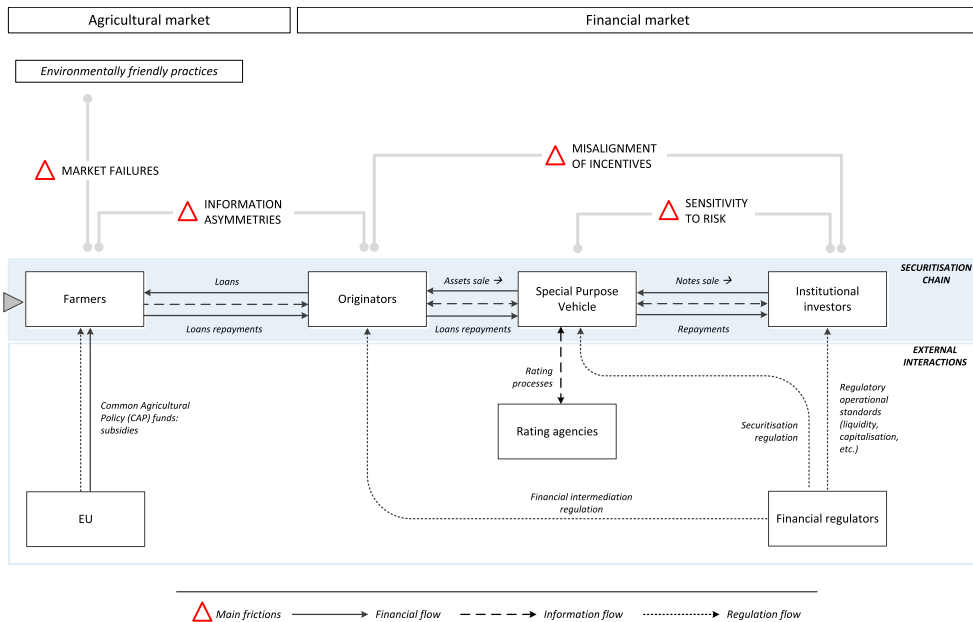 Agricultural market
Financial market
Environmentally friendly practices
MARKET FAILURES
INFORMATION
ASYMMETRIES
MISALIGNMENT
OF INCENTIVES
SENSITIVITY
TO RISK
SECURITISATION
CHAIN
Farmers
Loans
Loans repayments
Originators
Assets sale →
Loans repayments
Special Purpose
Vehicle
Notes sale →
Repayments
Institutional
investors
EXTERNAL
INTERACTIONS
Common Agricultural
Policy (CAP) funds:
subsidies
Rating
processes
Rating agencies
Securitisation
regulation
Regulatory
operational
standards
(liquidity,
capitalisation,
etc.)
EU
Financial intermediation
regulation
Financial regulators
Main frictions
Financial flow
Information flow
Regulation flow